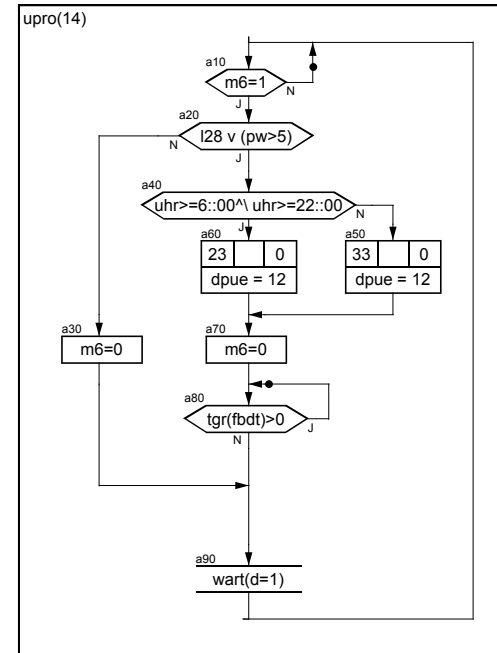 upro(14)
a10
m6=1
N
J
a20
l28 v (pw>5)
N
J
a40
uhr>=6::00^\ uhr>=22::00
N
J
a60
23 0
dpue = 12
a50
33 0
dpue = 12
a30
m6=0
a70
m6=0
a80
tgr(fbdt)>0
N
J
a90
wart(d=1)